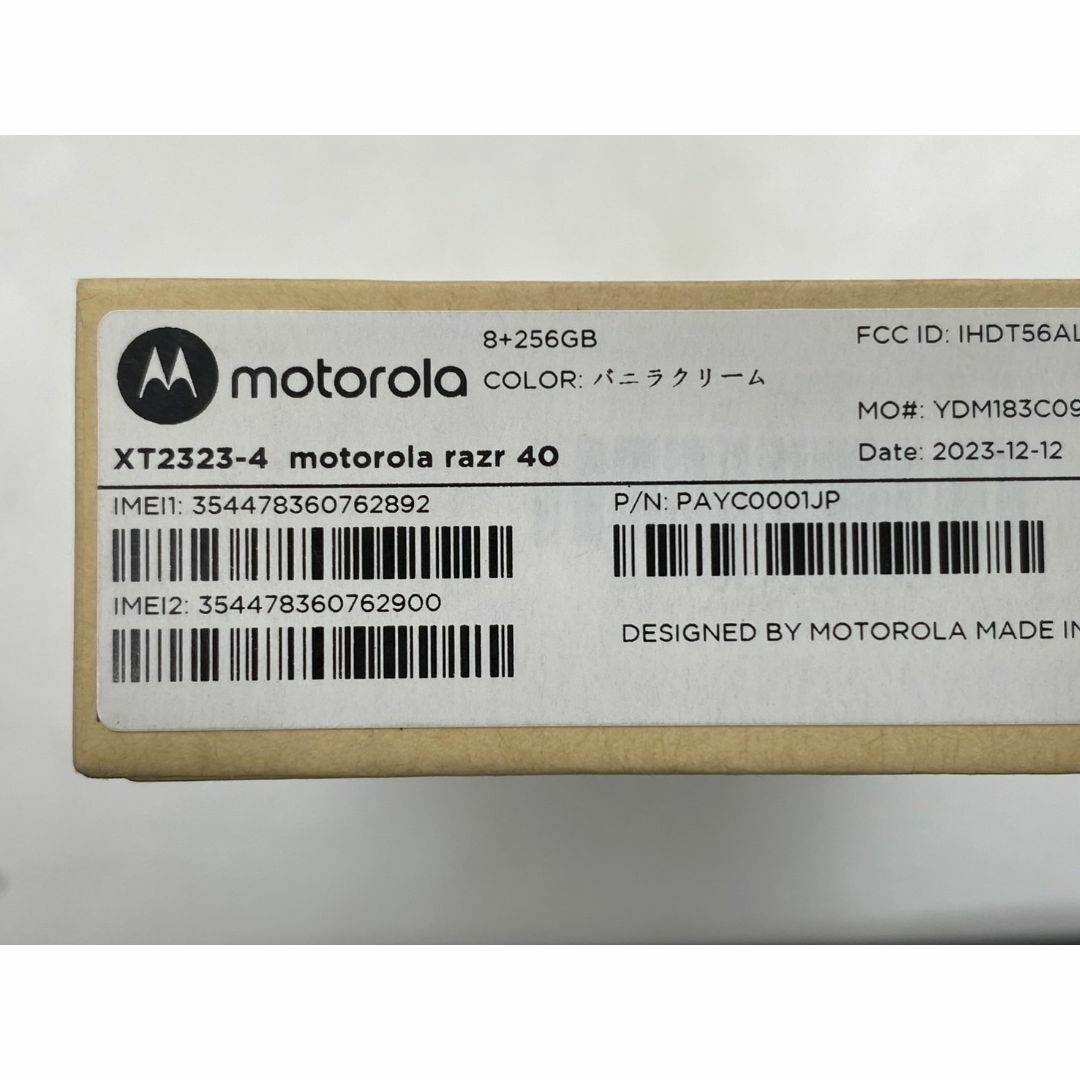 motorola
8+256GB
COLOR: バニラクリーム
XT2323-4 motorola razr 40
FCC ID: IHDT56AL
MO#: YDM183C09
Date: 2023-12-12
IMEI1: 354478360762892
IMEI2: 354478360762900
P/N: PAYC0001JP
DESIGNED BY MOTOROLA MADE IN